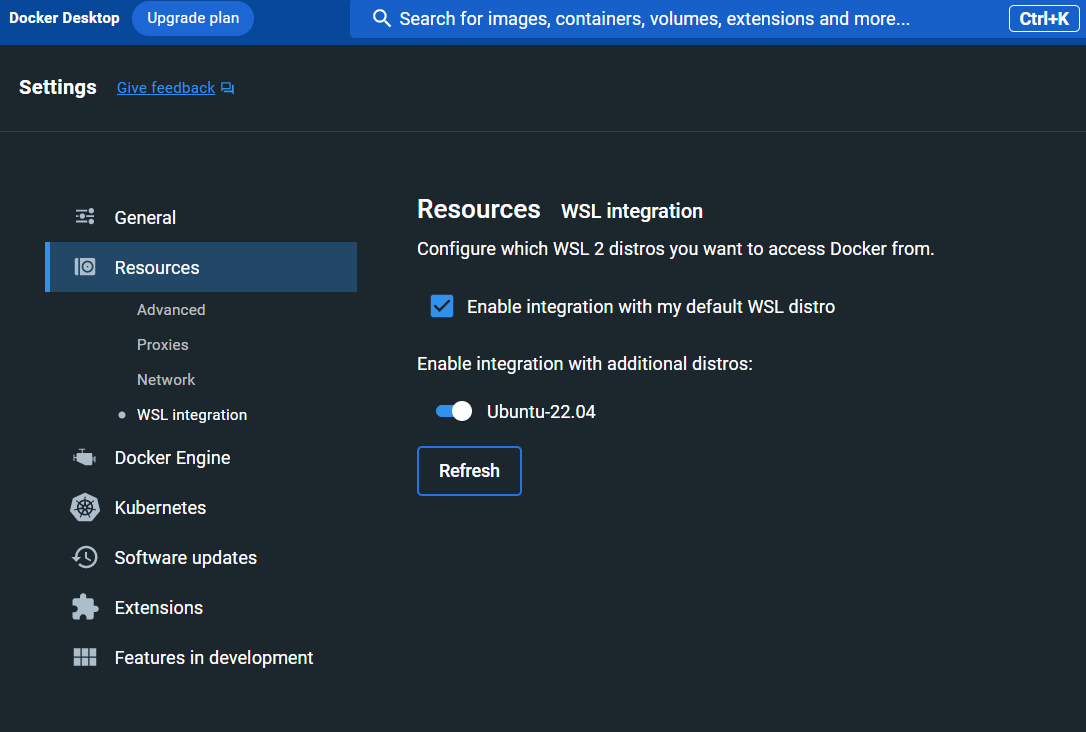 Docker Desktop Upgrade plan Search for images, containers, volumes, extensions and more... Ctrl+K
Settings Give feedback
General
Resources
Advanced
Proxies
Network
WSL integration
Docker Engine
Kubernetes
Software updates
Extensions
Features in development
Resources WSL integration
Configure which WSL 2 distros you want to access Docker from.
Enable integration with my default WSL distro
Enable integration with additional distros:
Ubuntu-22.04
Refresh